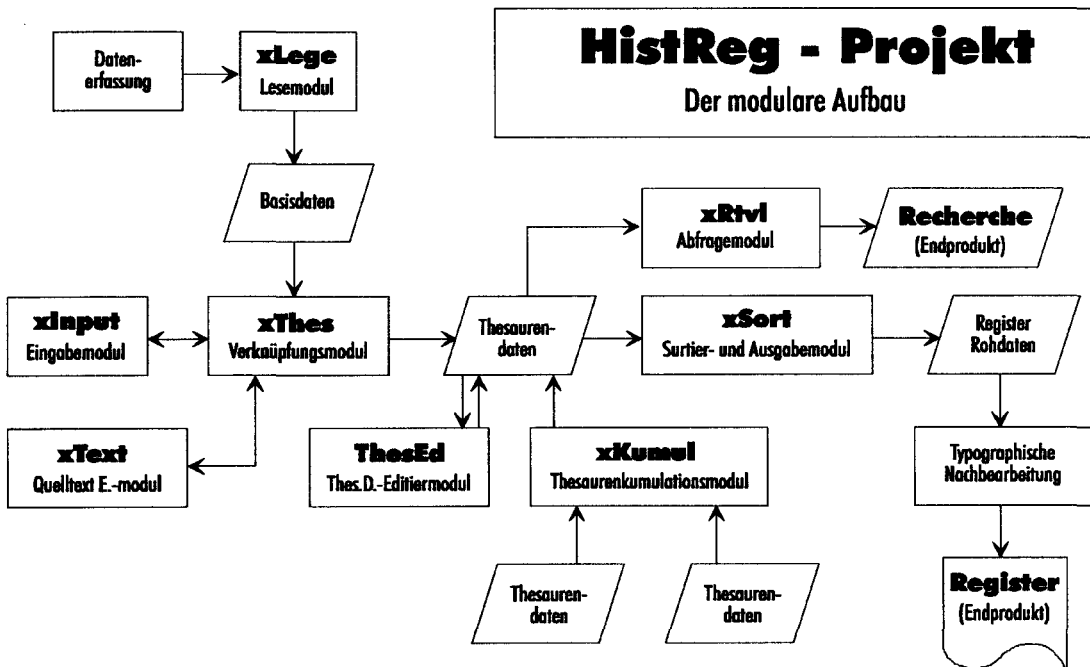 HistReg - Projekt
Der modulare Aufbau
Daten-
erfassung
xLege
Lesemodul
Basisdaten
xRtvl
Abfragemodul
Recherche
(Endprodukt)
xInput
Eingabemodul
xThes
Verknüpfungsmodul
Thesauren-
daten
xSort
Surtier- und Ausgabemodul
Register
Rohdaten
xText
Quelltext E.-modul
ThesEd
Thes.D.-Editiermodul
xKumul
Thesaurenkumulationsmodul
Typographische
Nachbearbeitung
Thesauren-
daten
Thesauren-
daten
Register
(Endprodukt)